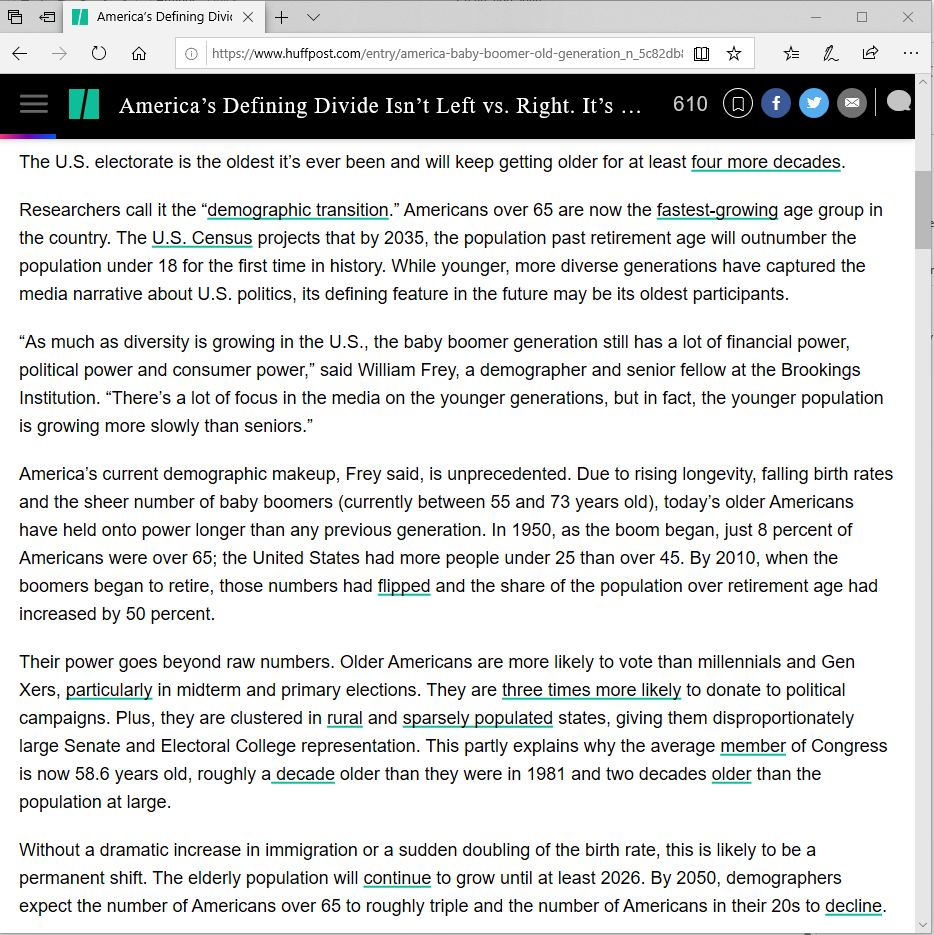 America's Defining Divi
https://www.huffpost.com/entry/america-baby-boomer-old-generation_n_5c82db
America's Defining Divide Isn't Left vs. Right. It's …
610
The U.S. electorate is the oldest it's ever been and will keep getting older for at least four more decades.
Researchers call it the “demographic transition.” Americans over 65 are now the fastest-growing age group in
the country. The U.S. Census projects that by 2035, the population past retirement age will outnumber the
population under 18 for the first time in history. While younger, more diverse generations have captured the
media narrative about U.S. politics, its defining feature in the future may be its oldest participants.
“As much as diversity is growing in the U.S., the baby boomer generation still has a lot of financial power,
political power and consumer power,” said William Frey, a demographer and senior fellow at the Brookings
Institution. “There's a lot of focus in the media on the younger generations, but in fact, the younger population
is growing more slowly than seniors.”
America's current demographic makeup, Frey said, is unprecedented. Due to rising longevity, falling birth rates
and the sheer number of baby boomers (currently between 55 and 73 years old), today's older Americans
have held onto power longer than any previous generation. In 1950, as the boom began, just 8 percent of
Americans were over 65; the United States had more people under 25 than over 45. By 2010, when the
boomers began to retire, those numbers had flipped and the share of the population over retirement age had
increased by 50 percent.
Their power goes beyond raw numbers. Older Americans are more likely to vote than millennials and Gen
Xers, particularly in midterm and primary elections. They are three times more likely to donate to political
campaigns. Plus, they are clustered in rural and sparsely populated states, giving them disproportionately
large Senate and Electoral College representation. This partly explains why the average member of Congress
is now 58.6 years old, roughly a decade older than they were in 1981 and two decades older than the
population at large.
Without a dramatic increase in immigration or a sudden doubling of the birth rate, this is likely to be a
permanent shift. The elderly population will continue to grow until at least 2026. By 2050, demographers
expect the number of Americans over 65 to roughly triple and the number of Americans in their 20s to decline.